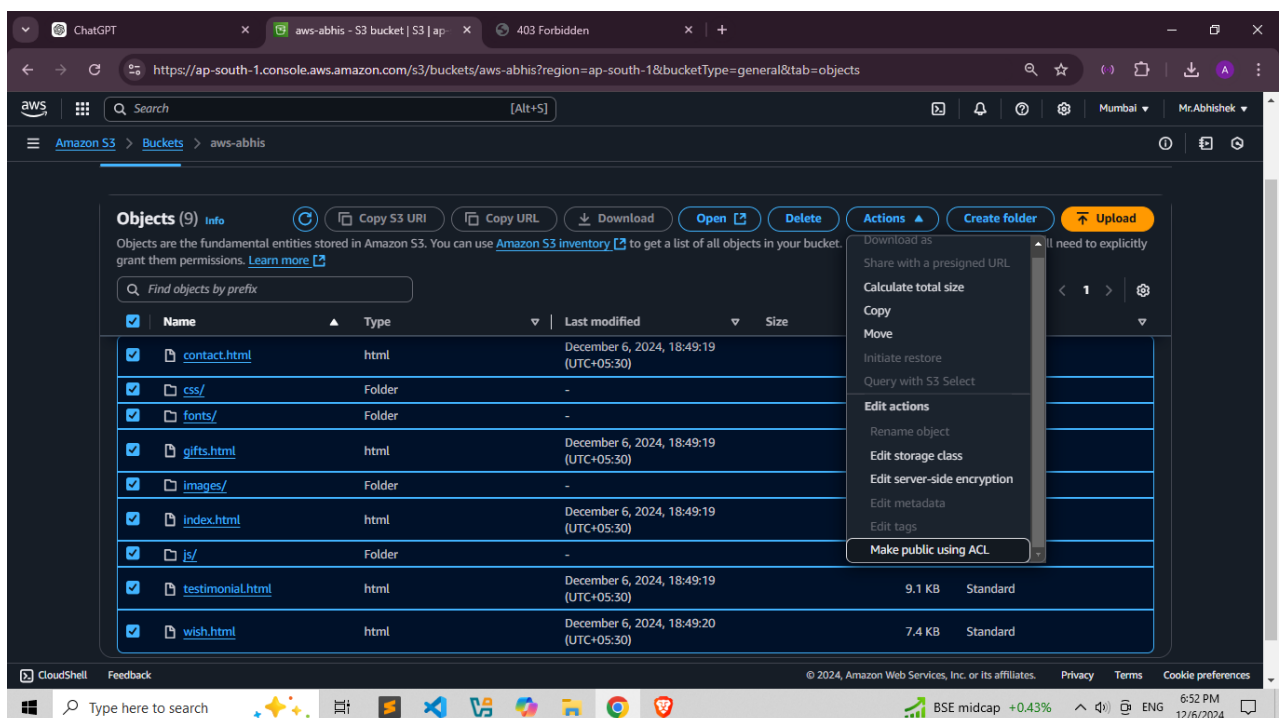 ChatGPT
aws-abhis - S3 bucket | S3 | ap-
403 Forbidden
https://ap-south-1.console.aws.amazon.com/s3/buckets/aws-abhis?region=ap-south-1&bucketType=general&tab=objects
A
aws
Search [Alt+S]
Mumbai
Mr.Abhishek
Amazon S3 > Buckets > aws-abhis
Objects (9) Info
Copy S3 URI
Copy URL
Download
Open
Delete
Actions
Create folder
Upload
Objects are the fundamental entities stored in Amazon S3. You can use Amazon S3 inventory to get a list of all objects in your bucket. ll need to explicitly
grant them permissions. Learn more
Find objects by prefix
1
Name Type Last modified Size
contact.html html December 6, 2024, 18:49:19
(UTC+05:30)
css/ Folder -
fonts/ Folder -
gifts.html html December 6, 2024, 18:49:19
(UTC+05:30)
images/ Folder -
index.html html December 6, 2024, 18:49:19
(UTC+05:30)
js/ Folder -
testimonial.html html December 6, 2024, 18:49:19
(UTC+05:30) 9.1 KB Standard
wish.html html December 6, 2024, 18:49:20
(UTC+05:30) 7.4 KB Standard
Download as
Share with a presigned URL
Calculate total size
Copy
Move
Initiate restore
Query with S3 Select
Edit actions
Rename object
Edit storage class
Edit server-side encryption
Edit metadata
Edit tags
Make public using ACL
CloudShell Feedback © 2024, Amazon Web Services, Inc. or its affiliates. Privacy Terms Cookie preferences
Type here to search
BSE midcap +0.43%
ENG
6:52 PM
12/6/2024